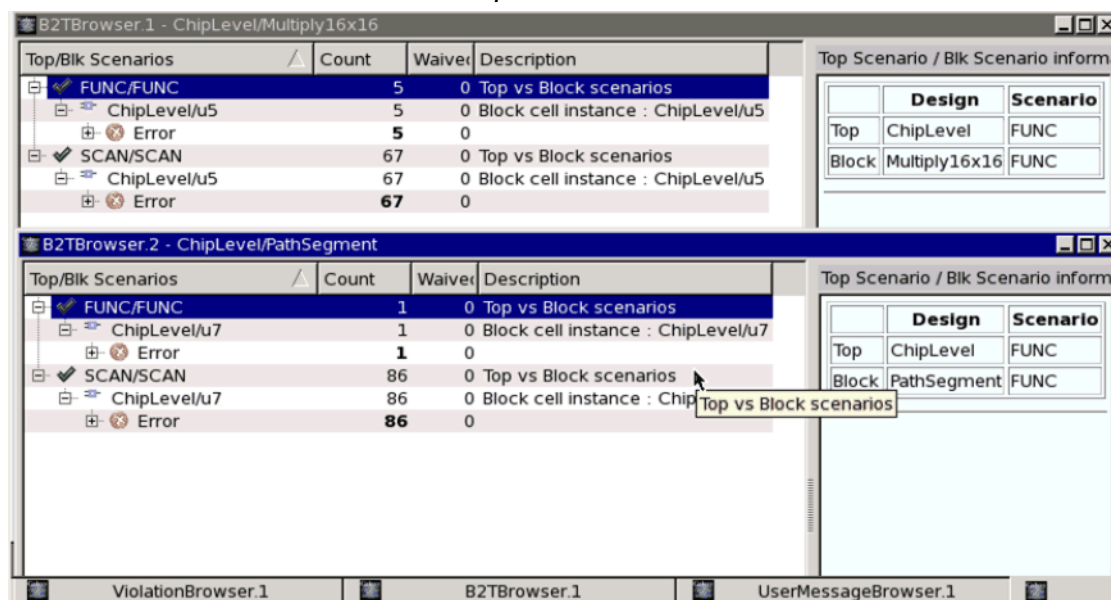 B2TBrowser.1 - ChipLevel/Multiply16x16
Top/Blk Scenarios Count Waived Description
FUNC/FUNC 5 0 Top vs Block scenarios
ChipLevel/u5 5 0 Block cell instance : ChipLevel/u5
Error 5 0
SCAN/SCAN 67 0 Top vs Block scenarios
ChipLevel/u5 67 0 Block cell instance : ChipLevel/u5
Error 67 0
Top Scenario / Blk Scenario inform
Design Scenario
Top ChipLevel FUNC
Block Multiply16x16 FUNC
B2TBrowser.2 - ChipLevel/PathSegment
Top/Blk Scenarios Count Waived Description
FUNC/FUNC 1 0 Top vs Block scenarios
ChipLevel/u7 1 0 Block cell instance : ChipLevel/u7
Error 1 0
SCAN/SCAN 86 0 Top vs Block scenarios
ChipLevel/u7 86 0 Block cell instance : Chip
Error 86 0
Top vs Block scenarios
Top Scenario / Blk Scenario inform
Design Scenario
Top ChipLevel FUNC
Block PathSegment FUNC
ViolationBrowser.1 B2TBrowser.1 UserMessageBrowser.1